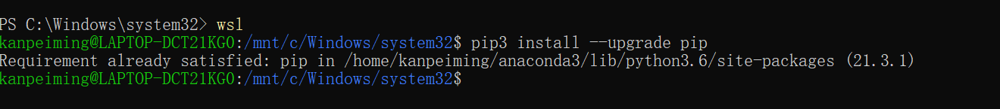 PS C:\Windows\system32> wsl
kanpeiming@LAPTOP-DCT21KG0:/mnt/c/Windows/system32$ pip3 install --upgrade pip
Requirement already satisfied: pip in /home/kanpeiming/anaconda3/lib/python3.6/site-packages (21.3.1)
kanpeiming@LAPTOP-DCT21KG0:/mnt/c/Windows/system32$